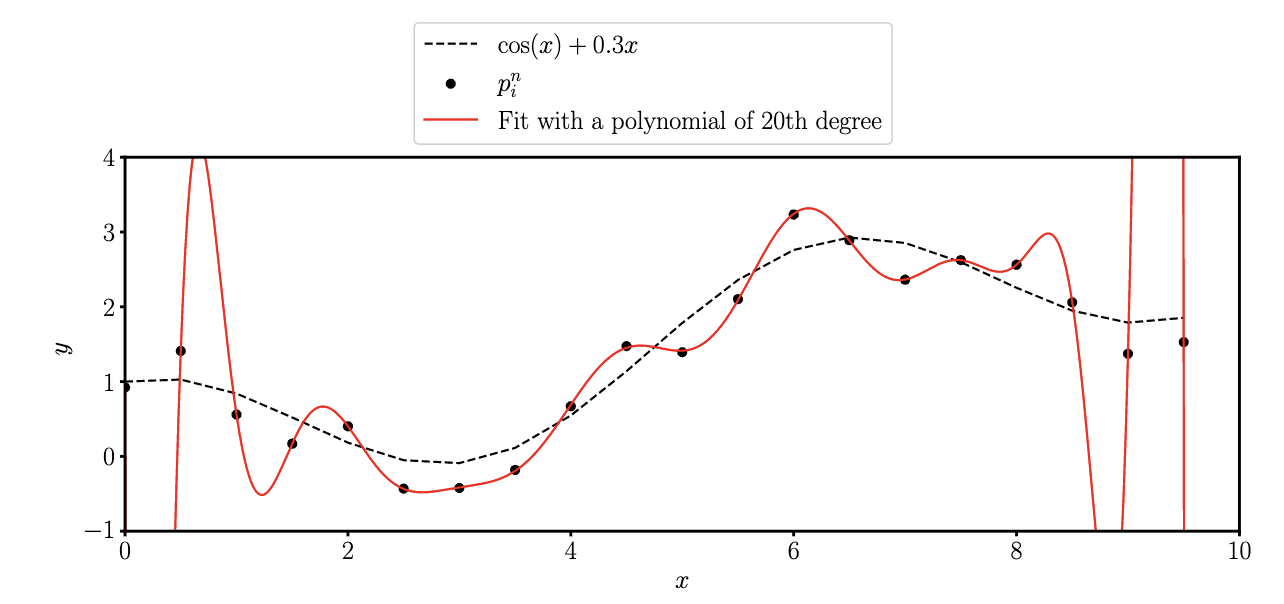 cos(x) + 0.3x
pᵢⁿ
Fit with a polynomial of 20th degree
4
3
2
1
0
−1
y
0 2 4 6 8 10
x